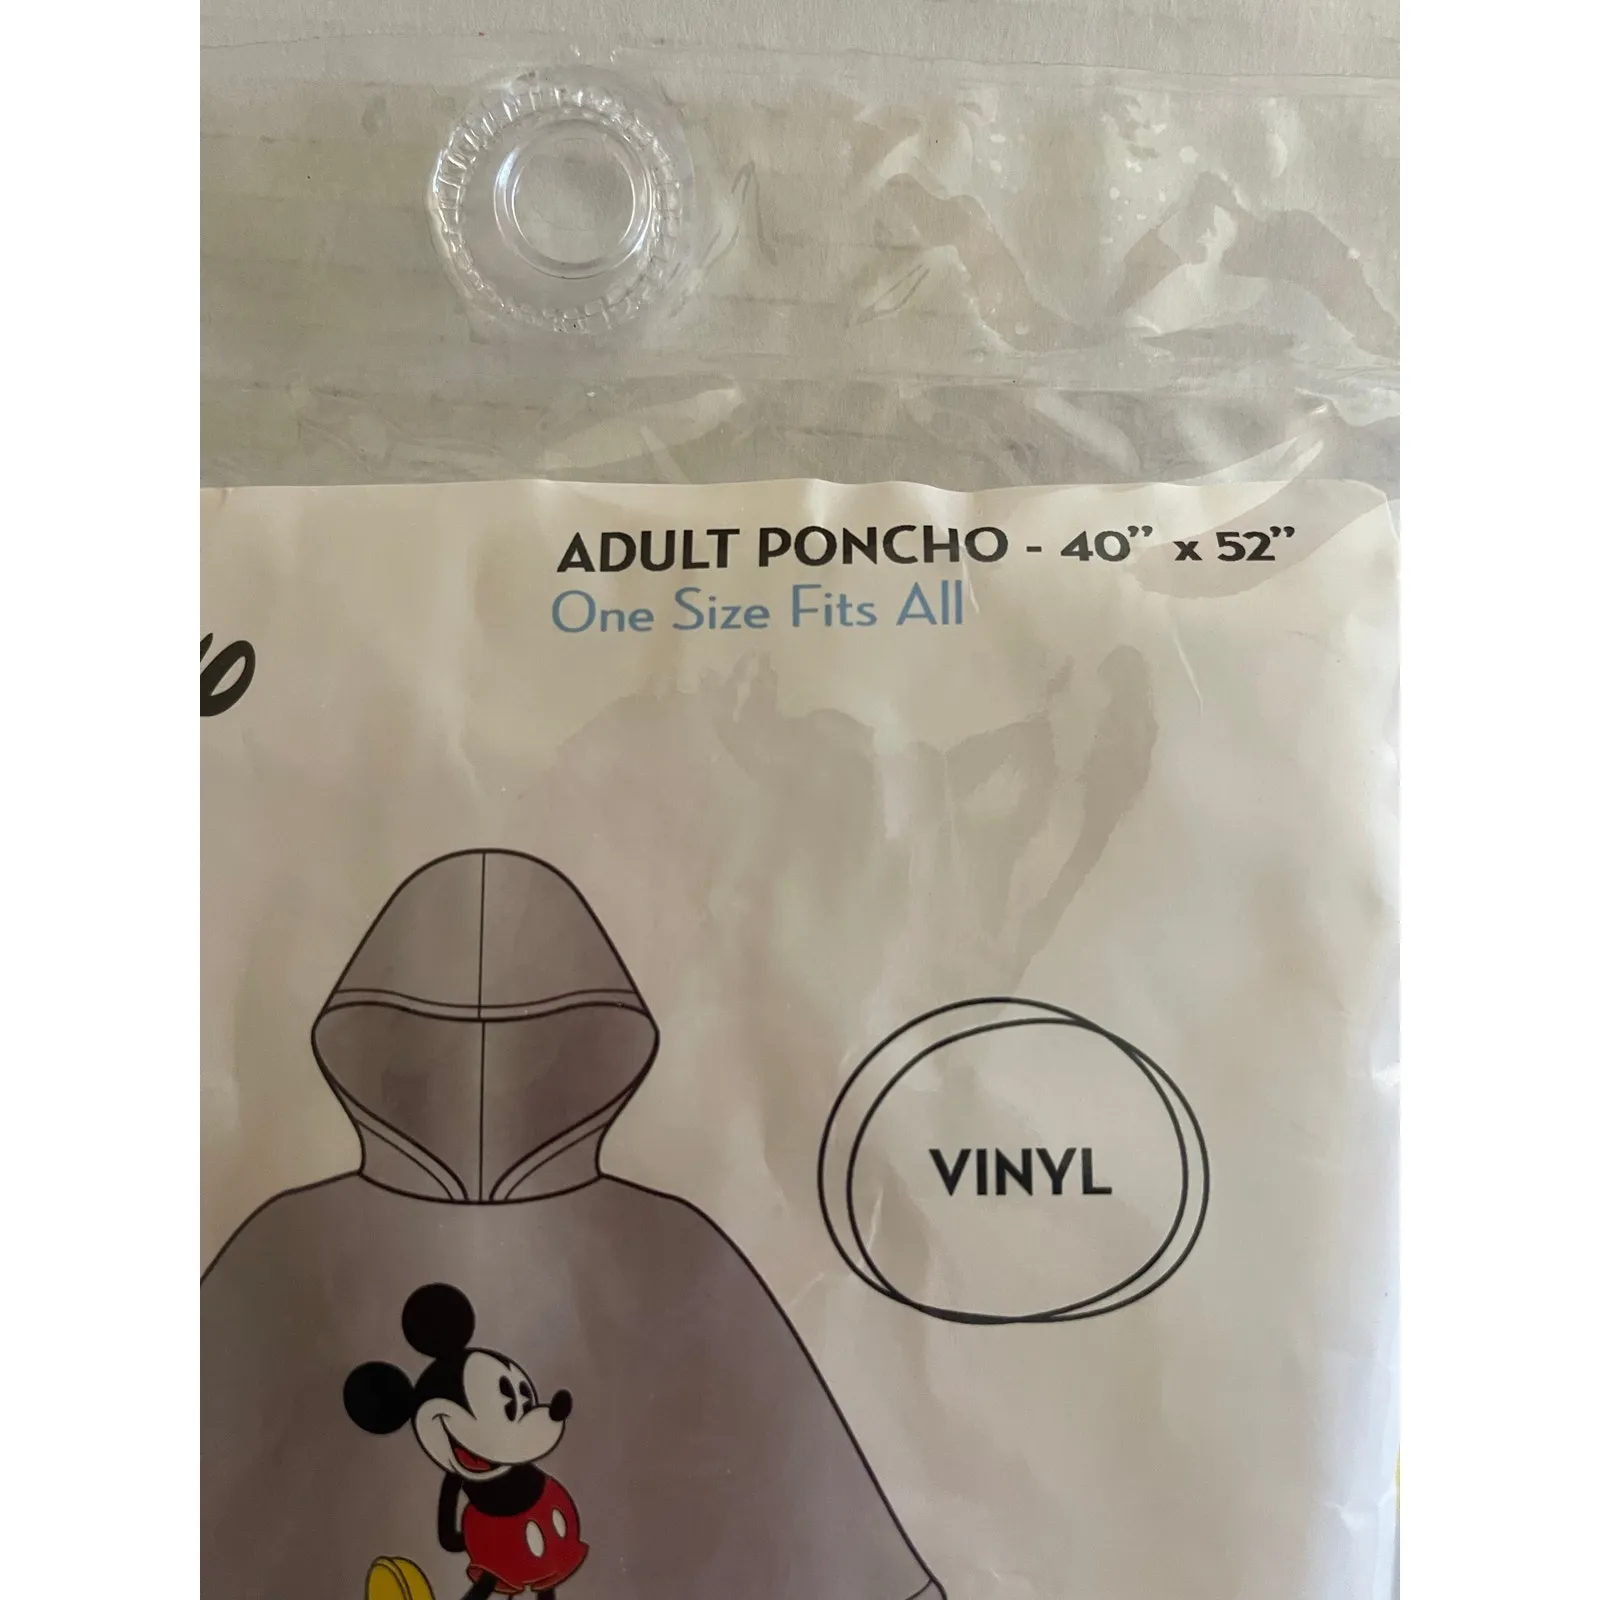 ADULT PONCHO - 40” x 52”
One Size Fits All
VINYL